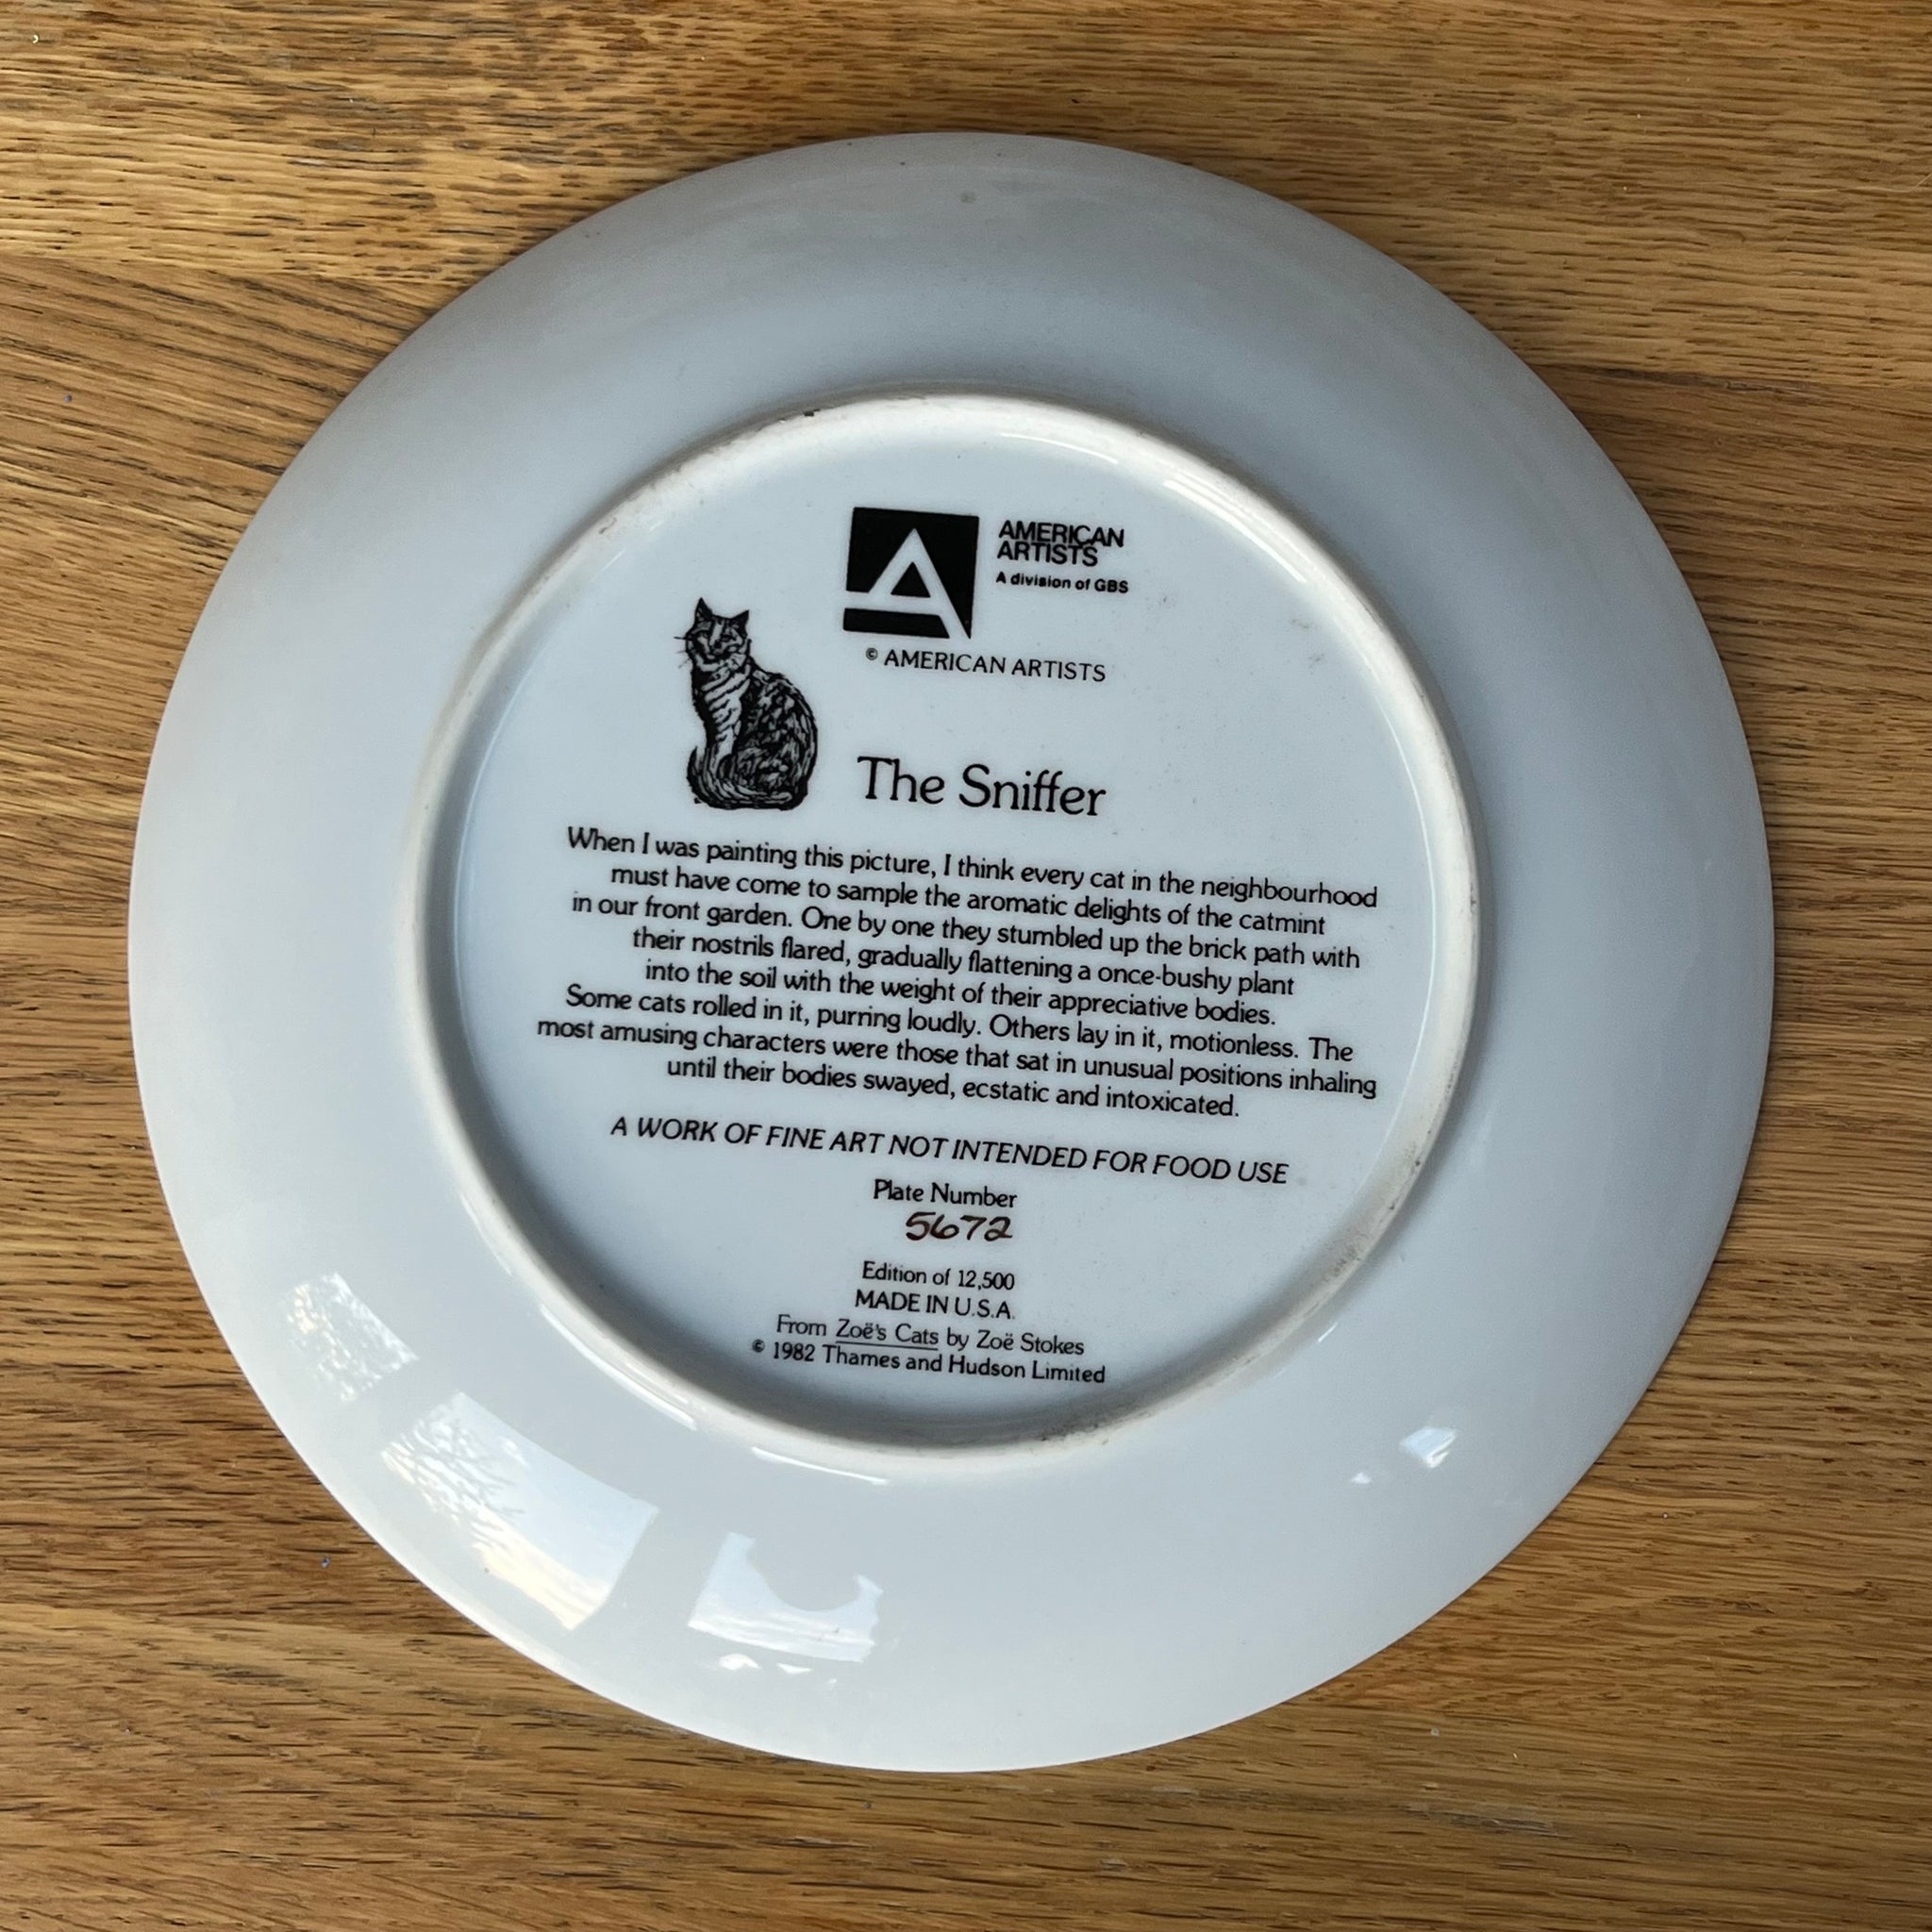 AMERICAN
ARTISTS
A division of GBS
© AMERICAN ARTISTS
The Sniffer
When I was painting this picture, I think every cat in the neighbourhood
must have come to sample the aromatic delights of the catmint
in our front garden. One by one they stumbled up the brick path with
their nostrils flared, gradually flattening a once-bushy plant
into the soil with the weight of their appreciative bodies.
Some cats rolled in it, purring loudly. Others lay in it, motionless. The
most amusing characters were those that sat in unusual positions inhaling
until their bodies swayed, ecstatic and intoxicated.
A WORK OF FINE ART NOT INTENDED FOR FOOD USE
Plate Number
5672
Edition of 12,500
MADE IN U.S.A.
From Zoë's Cats by Zoë Stokes
© 1982 Thames and Hudson Limited